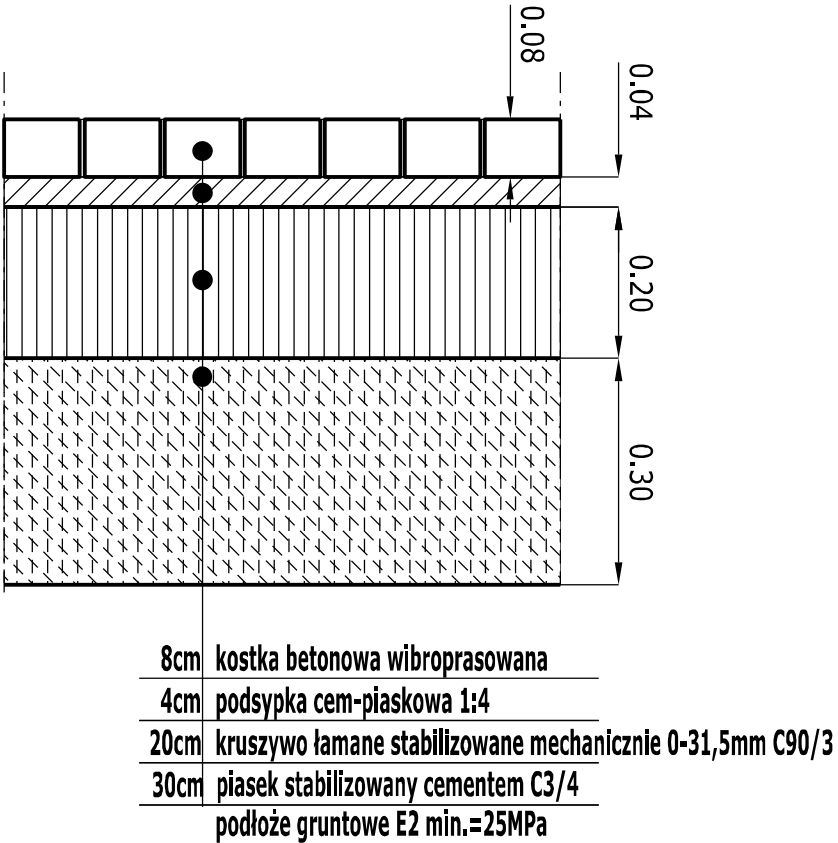 0.08
0.04
0.20
0.30
8cm kostka betonowa wibroprasowana
4cm podsypka cem-piaskowa 1:4
20cm kruszywo łamane stabilizowane mechanicznie 0-31,5mm C90/3
30cm piasek stabilizowany cementem C3/4
podłoże gruntowe E2 min.=25MPa